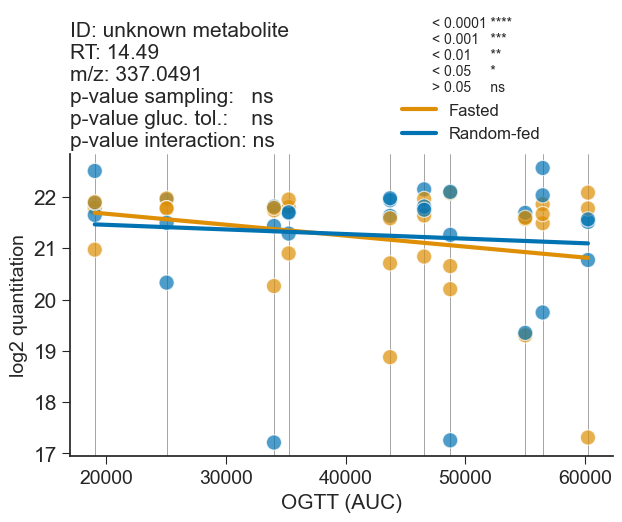 ID: unknown metabolite
RT: 14.49
m/z: 337.0491
p-value sampling: ns
p-value gluc. tol.: ns
p-value interaction: ns
< 0.0001 ****
< 0.001 ***
< 0.01 **
< 0.05 *
> 0.05 ns
Fasted
Random-fed
22
21
20
19
18
17
log2 quantitation
20000 30000 40000 50000 60000
OGTT (AUC)